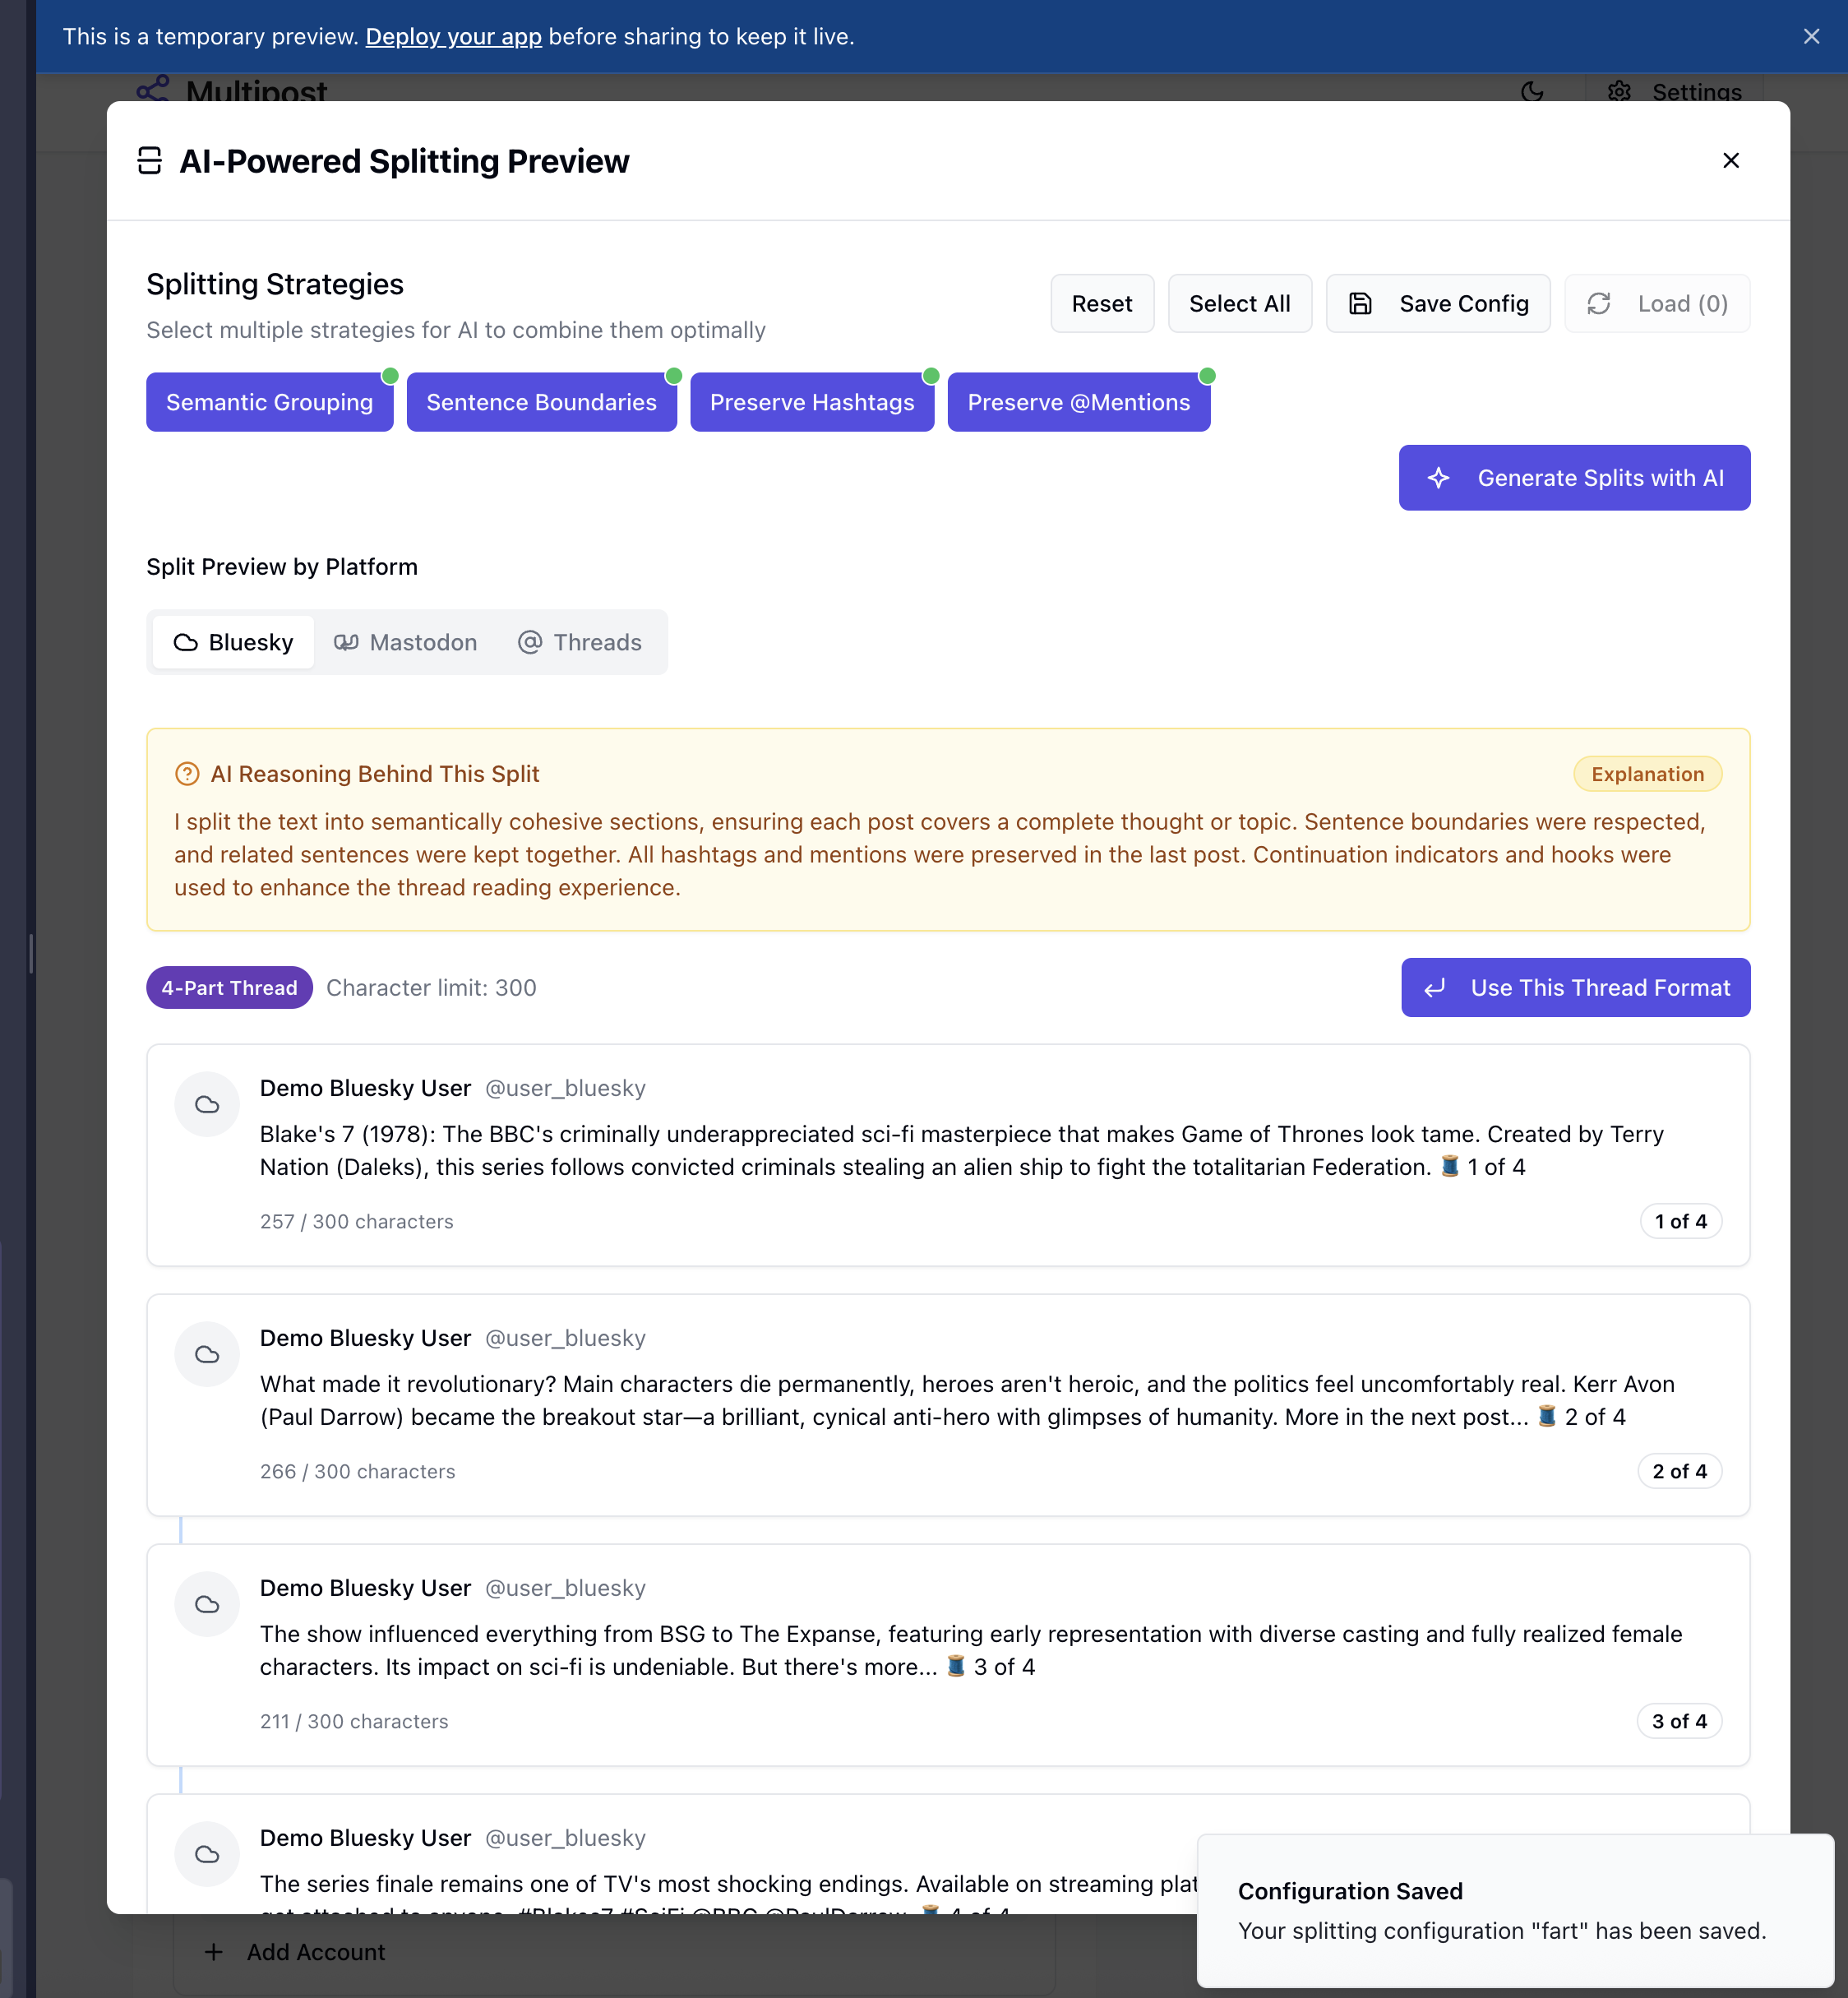 This is a temporary preview. Deploy your app before sharing to keep it live.
Multipost
Settings
AI-Powered Splitting Preview
Splitting Strategies
Select multiple strategies for AI to combine them optimally
Reset
Select All
Save Config
Load (0)
Semantic Grouping
Sentence Boundaries
Preserve Hashtags
Preserve @Mentions
Generate Splits with AI
Split Preview by Platform
Bluesky
Mastodon
Threads
AI Reasoning Behind This Split
Explanation
I split the text into semantically cohesive sections, ensuring each post covers a complete thought or topic. Sentence boundaries were respected,
and related sentences were kept together. All hashtags and mentions were preserved in the last post. Continuation indicators and hooks were
used to enhance the thread reading experience.
4-Part Thread
Character limit: 300
Use This Thread Format
Demo Bluesky User @user_bluesky
Blake's 7 (1978): The BBC's criminally underappreciated sci-fi masterpiece that makes Game of Thrones look tame. Created by Terry
Nation (Daleks), this series follows convicted criminals stealing an alien ship to fight the totalitarian Federation. 🧵 1 of 4
257 / 300 characters
1 of 4
Demo Bluesky User @user_bluesky
What made it revolutionary? Main characters die permanently, heroes aren't heroic, and the politics feel uncomfortably real. Kerr Avon
(Paul Darrow) became the breakout star—a brilliant, cynical anti-hero with glimpses of humanity. More in the next post... 🧵 2 of 4
266 / 300 characters
2 of 4
Demo Bluesky User @user_bluesky
The show influenced everything from BSG to The Expanse, featuring early representation with diverse casting and fully realized female
characters. Its impact on sci-fi is undeniable. But there's more... 🧵 3 of 4
211 / 300 characters
3 of 4
Demo Bluesky User @user_bluesky
The series finale remains one of TV's most shocking endings. Available on streaming
get attached to anyone. #Blakes7 #SciFi @BBC @PaulDarrow 🧵 4 of 4
Add Account
Configuration Saved
Your splitting configuration "fart" has been saved.